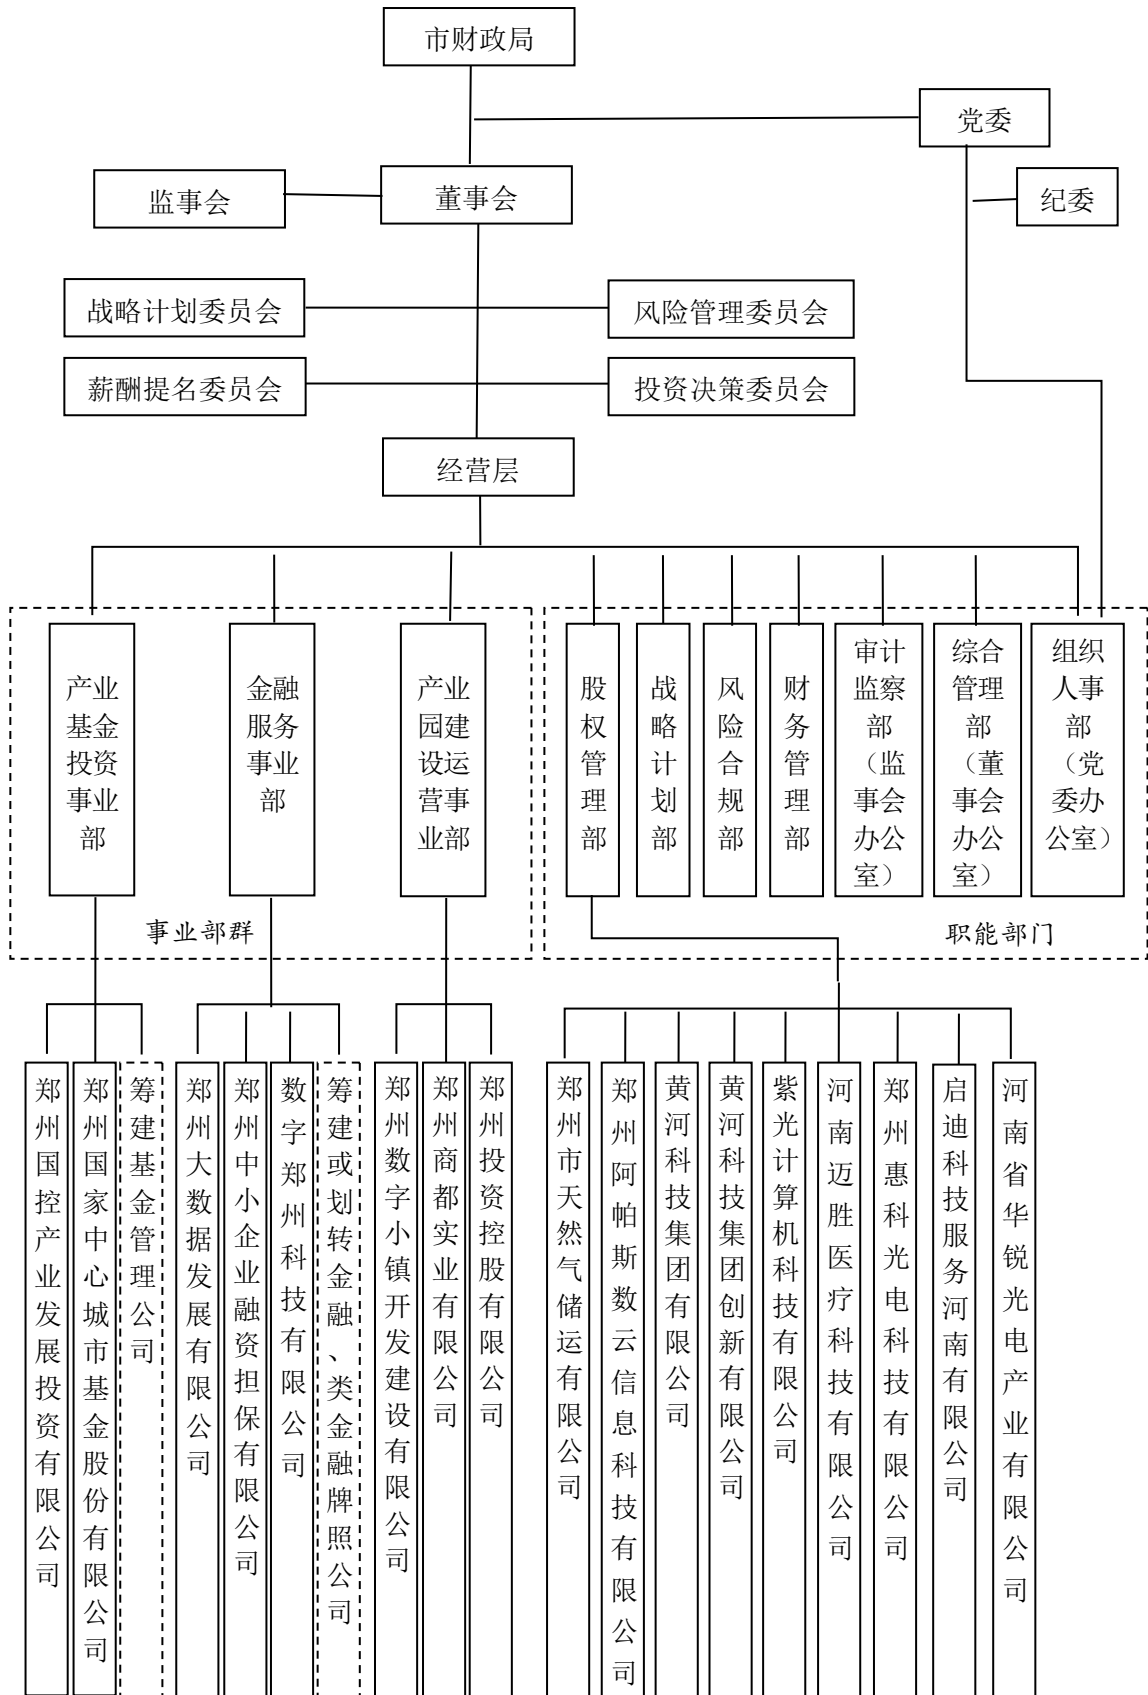 市财政局
党委
纪委
监事会
董事会
战略计划委员会
风险管理委员会
薪酬提名委员会
投资决策委员会
经营层
产业
基金
投资
事业
部
金融
服务
事业
部
产业
园建
设运
营事
业部
事业部群
股权管理部
战略计划部
风险合规部
财务管理部
审计
监察
部
（监
事会
办公
室）
综合
管理
部
（董
事会
办公
室）
组织
人事
部
（党
委办
公室）
职能部门
郑州国控产业发展投资有限公司
郑州国家中心城市基金股份有限公司
筹建基金管理公司
郑州大数据发展有限公司
郑州中小企业融资担保有限公司
数字郑州科技有限公司
筹建或划转金融、类金融牌照公司
郑州数字小镇开发建设有限公司
郑州商都实业有限公司
郑州投资控股有限公司
郑州市天然气储运有限公司
郑州阿帕斯数云信息科技有限公司
黄河科技集团有限公司
黄河科技集团创新有限公司
紫光计算机科技有限公司
河南迈胜医疗科技有限公司
郑州惠科光电科技有限公司
启迪科技服务河南有限公司
河南省华锐光电产业有限公司